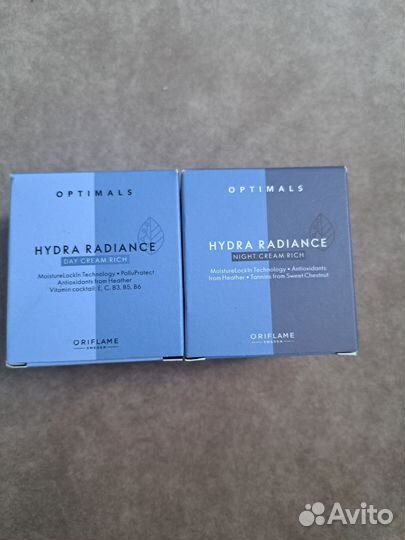 OPTIMALS
HYDRA RADIANCE
DAY CREAM RICH
MoistureLockIn Technology • PolluProtect
Antioxidants from Heather
Vitamin cocktail: E, C, B3, B5, B6
ORIFLAME
SWEDEN
OPTIMALS
HYDRA RADIANCE
NIGHT CREAM RICH
MoistureLockIn Technology • Antioxidants
from Heather • Tannins from Sweet Chestnut
ORIFLAME
SWEDEN
Avito